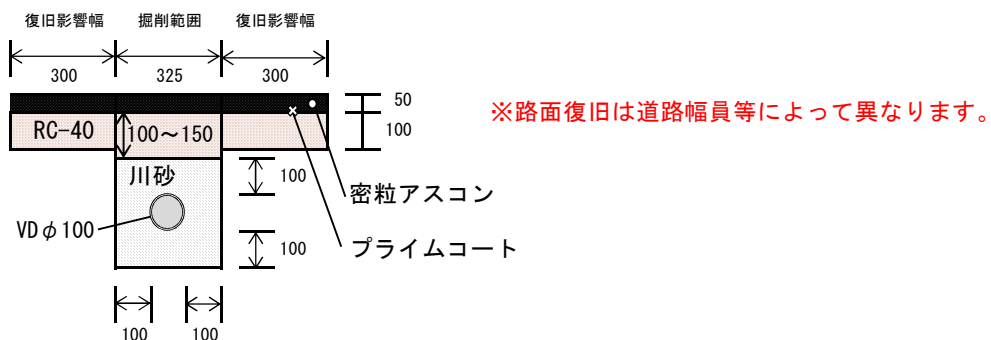 復旧影響幅 掘削範囲 復旧影響幅
300 325 300
50
※路面復旧は道路幅員等によって異なります。
RC-40 100～150 100
川砂 100
密粒アスコン
VDφ100
100 プライムコート
100 100